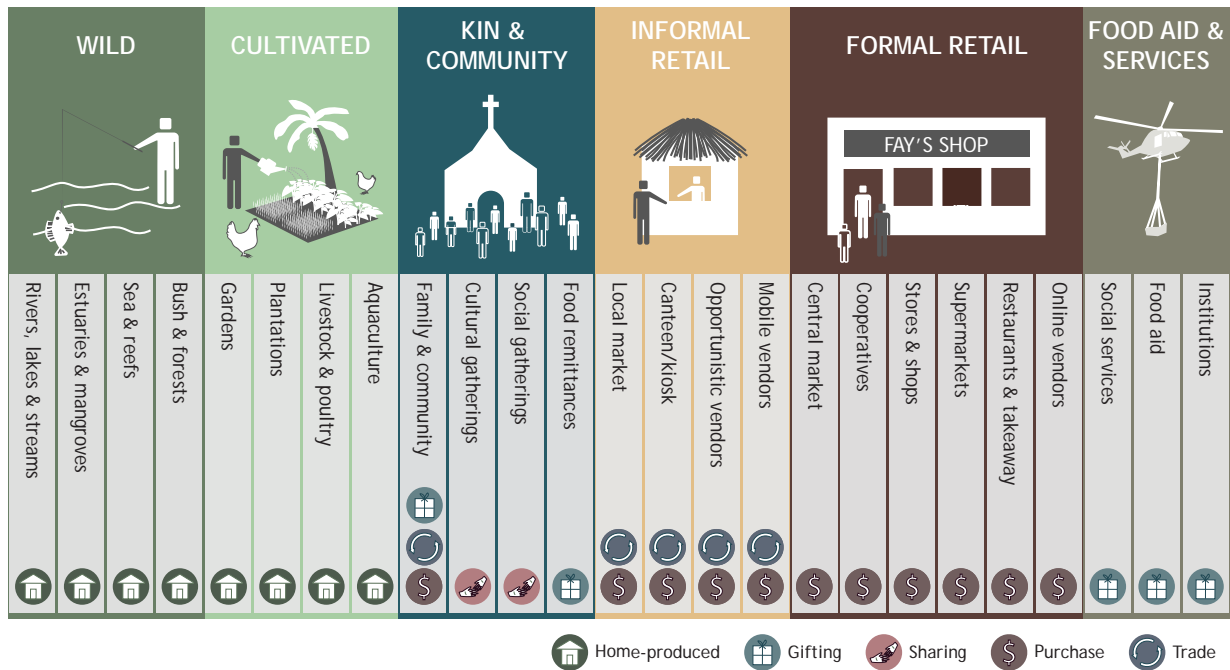 WILD
CULTIVATED
KIN &
COMMUNITY
INFORMAL
RETAIL
FORMAL RETAIL
FOOD AID &
SERVICES
FAY'S SHOP
Rivers, lakes & streams
Estuaries & mangroves
Sea & reefs
Bush & forests
Gardens
Plantations
Livestock & poultry
Aquaculture
Family & community
Cultural gatherings
Social gatherings
Food remittances
Local market
Canteen/kiosk
Opportunistic vendors
Mobile vendors
Central market
Cooperatives
Stores & shops
Supermarkets
Restaurants & takeaway
Online vendors
Social services
Food aid
Institutions
$ $ $ $ $ $ $ $ $ $ $
$
Home-produced
Gifting
Sharing
Purchase
Trade